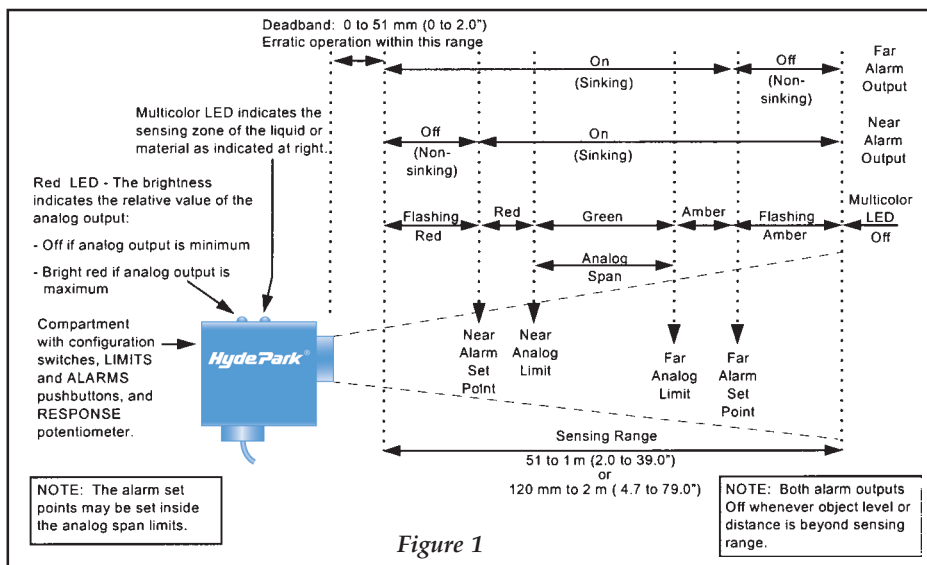 Deadband: 0 to 51 mm (0 to 2.0")
Erratic operation within this range
On
(Sinking)
Off
(Non-
sinking)
Far
Alarm
Output
Multicolor LED indicates the
sensing zone of the liquid or
material as indicated at right.
Off
(Non-
sinking)
On
(Sinking)
Near
Alarm
Output
Red LED - The brightness
indicates the relative value of the
analog output:
- Off if analog output is minimum
- Bright red if analog output is
maximum
Flashing
Red
Red
Green
Amber
Flashing
Amber
Multicolor
LED
Off
Analog
Span
Compartment
with configuration
switches, LIMITS
and ALARMS
pushbuttons, and
RESPONSE
potentiometer.
HydePark®
Near
Alarm
Set
Point
Near
Analog
Limit
Far
Analog
Limit
Far
Alarm
Set
Point
Sensing Range
51 to 1 m (2.0 to 39.0")
or
120 mm to 2 m ( 4.7 to 79.0")
NOTE: The alarm set
points may be set inside
the analog span limits.
Figure 1
NOTE: Both alarm outputs
Off whenever object level or
distance is beyond sensing
range.